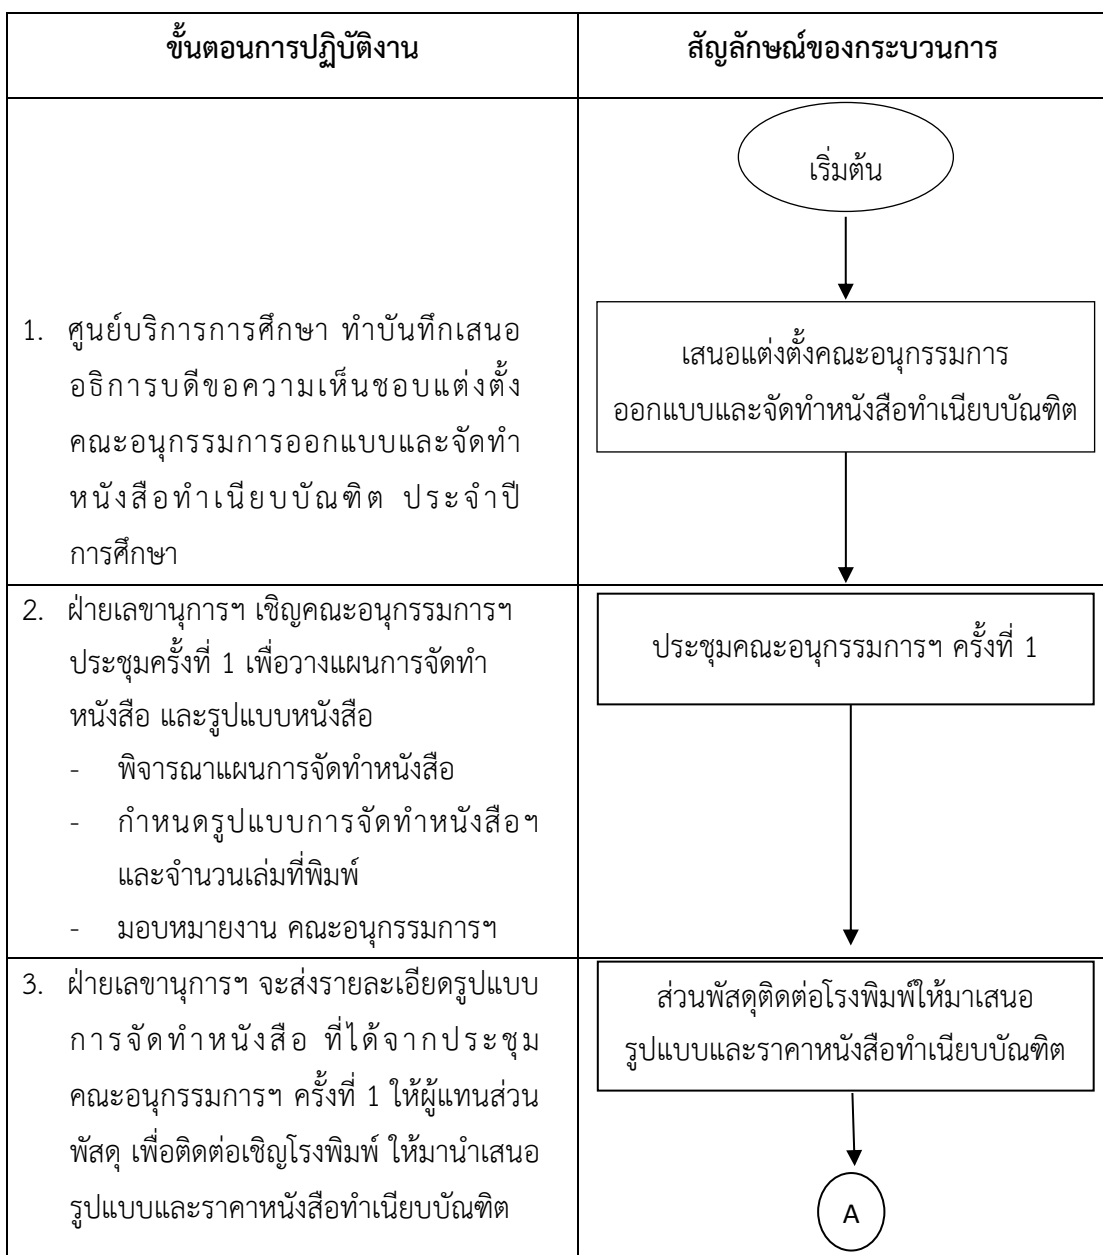 ขั้นตอนการปฏิบัติงาน
สัญลักษณ์ของกระบวนการ
เริ่มต้น
1. ศูนย์บริการการศึกษา ทำบันทึกเสนอ
อธิการบดีขอความเห็นชอบแต่งตั้ง
คณะอนุกรรมการออกแบบและจัดทำ
หนังสือทำเนียบบัณฑิต ประจำปี
การศึกษา
เสนอแต่งตั้งคณะอนุกรรมการ
ออกแบบและจัดทำหนังสือทำเนียบบัณฑิต
2. ฝ่ายเลขานุการฯ เชิญคณะอนุกรรมการฯ
ประชุมครั้งที่ 1 เพื่อวางแผนการจัดทำ
หนังสือ และรูปแบบหนังสือ
- พิจารณาแผนการจัดทำหนังสือ
- กำหนดรูปแบบการจัดทำหนังสือฯ
และจำนวนเล่มที่พิมพ์
- มอบหมายงาน คณะอนุกรรมการฯ
ประชุมคณะอนุกรรมการฯ ครั้งที่ 1
3. ฝ่ายเลขานุการฯ จะส่งรายละเอียดรูปแบบ
การจัดทำหนังสือ ที่ได้จากประชุม
คณะอนุกรรมการฯ ครั้งที่ 1 ให้ผู้แทนส่วน
พัสดุ เพื่อติดต่อเชิญโรงพิมพ์ ให้มานำเสนอ
รูปแบบและราคาหนังสือทำเนียบบัณฑิต
ส่วนพัสดุติดต่อโรงพิมพ์ให้มาเสนอ
รูปแบบและราคาหนังสือทำเนียบบัณฑิต
A